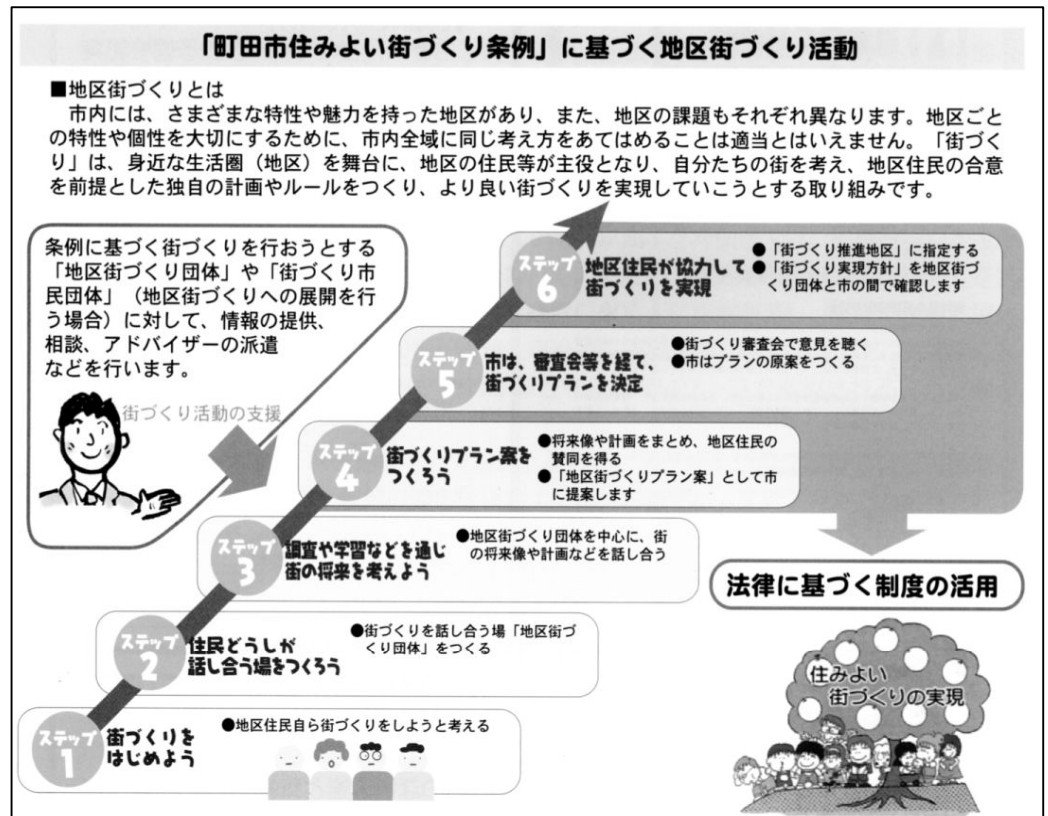 「町田市住みよい街づくり条例」に基づく地区街づくり活動
■地区街づくりとは
市内には、さまざまな特性や魅力を持った地区があり、また、地区の課題もそれぞれ異なります。地区ごと
の特性や個性を大切にするために、市内全域に同じ考え方をあてはめることは適当とはいえません。「街づく
り」は、身近な生活圏（地区）を舞台に、地区の住民等が主役となり、自分たちの街を考え、地区住民の合意
を前提とした独自の計画やルールをつくり、より良い街づくりを実現していこうとする取り組みです。
条例に基づく街づくりを行おうとする
「地区街づくり団体」や「街づくり市
民団体」（地区街づくりへの展開を行
う場合）に対して、情報の提供、
相談、アドバイザーの派遣
などを行います。
街づくり活動の支援
ステップ
6
地区住民が協力して
街づくりを実現
●「街づくり推進地区」に指定する
●「街づくり実現方針」を地区街づ
くり団体と市の間で確認します
ステップ
5
市は、審査会等を経て、
街づくりプランを決定
●街づくり審査会で意見を聴く
●市はプランの原案をつくる
ステップ
4
街づくりプラン案を
つくろう
●将来像や計画をまとめ、地区住民の
賛同を得る
●「地区街づくりプラン案」として市
に提案します
ステップ
3
調査や学習などを通じ
街の将来を考えよう
●地区街づくり団体を中心に、街
の将来像や計画などを話し合う
ステップ
2
住民どうしが
話し合う場をつくろう
●街づくりを話し合う場「地区街づ
くり団体」をつくる
ステップ
1
街づくりを
はじめよう
●地区住民自ら街づくりをしようと考える
法律に基づく制度の活用
住みよい
街づくりの実現